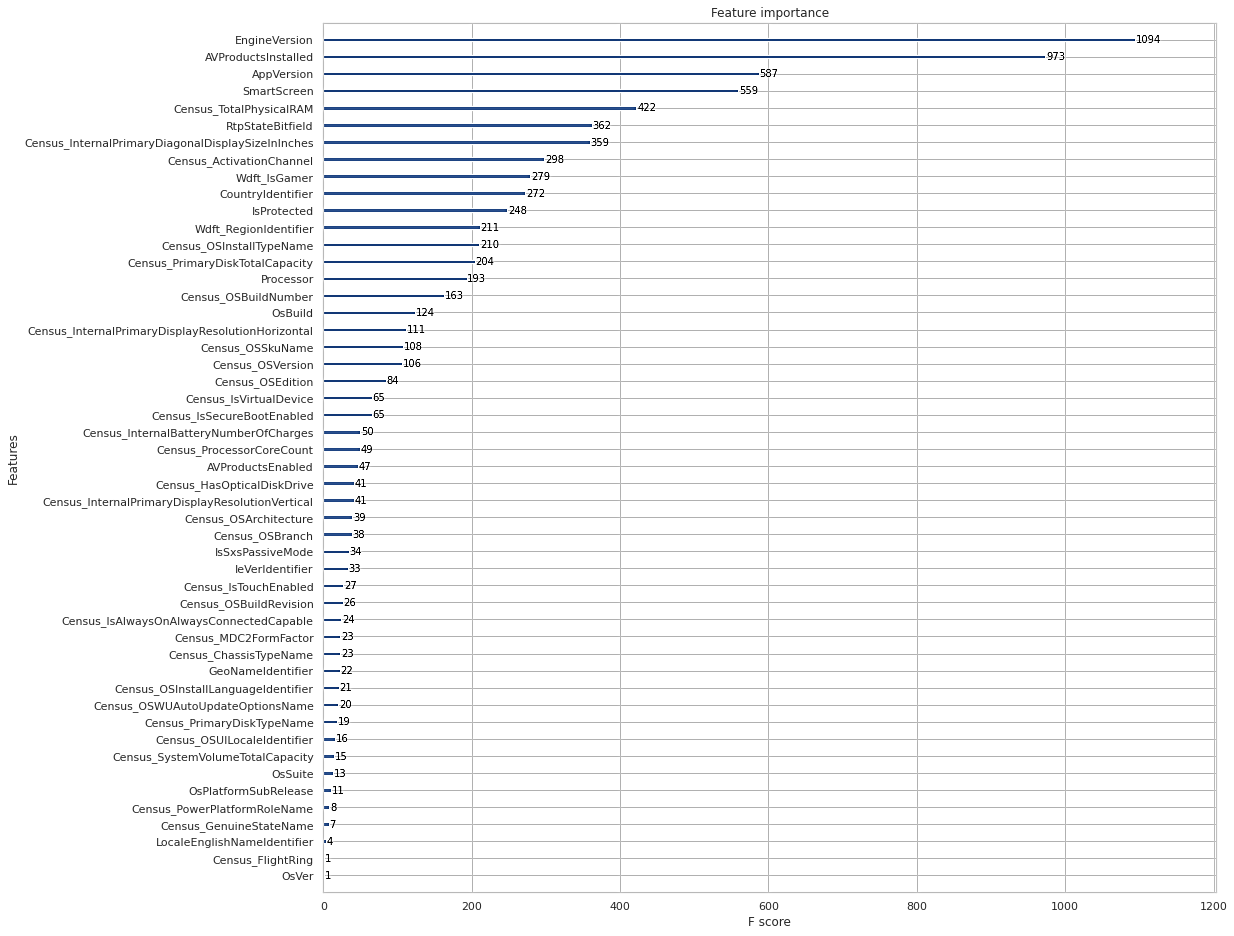 Feature importance
EngineVersion 1094
AVProductsInstalled 973
AppVersion 587
SmartScreen 559
Census_TotalPhysicalRAM 422
RtpStateBitfield 362
Census_InternalPrimaryDiagonalDisplaySizeInInches 359
Census_ActivationChannel 298
Wdft_IsGamer 279
CountryIdentifier 272
IsProtected 248
Wdft_RegionIdentifier 211
Census_OSInstallTypeName 210
Census_PrimaryDiskTotalCapacity 204
Processor 193
Census_OSBuildNumber 163
OsBuild 124
Census_InternalPrimaryDisplayResolutionHorizontal 111
Census_OSSkuName 108
Census_OSVersion 106
Census_OSEdition 84
Census_IsVirtualDevice 65
Census_IsSecureBootEnabled 65
Census_InternalBatteryNumberOfCharges 50
Census_ProcessorCoreCount 49
AVProductsEnabled 47
Census_HasOpticalDiskDrive 41
Census_InternalPrimaryDisplayResolutionVertical 41
Census_OSArchitecture 39
Census_OSBranch 38
IsSxsPassiveMode 34
IeVerIdentifier 33
Census_IsTouchEnabled 27
Census_OSBuildRevision 26
Census_IsAlwaysOnAlwaysConnectedCapable 24
Census_MDC2FormFactor 23
Census_ChassisTypeName 23
GeoNameIdentifier 22
Census_OSInstallLanguageIdentifier 21
Census_OSWUAutoUpdateOptionsName 20
Census_PrimaryDiskTypeName 19
Census_OSUILocaleIdentifier 16
Census_SystemVolumeTotalCapacity 15
OsSuite 13
OsPlatformSubRelease 11
Census_PowerPlatformRoleName 8
Census_GenuineStateName 7
LocaleEnglishNameIdentifier 4
Census_FlightRing 1
OsVer 1
Features
0 200 400 600 800 1000 1200
F score